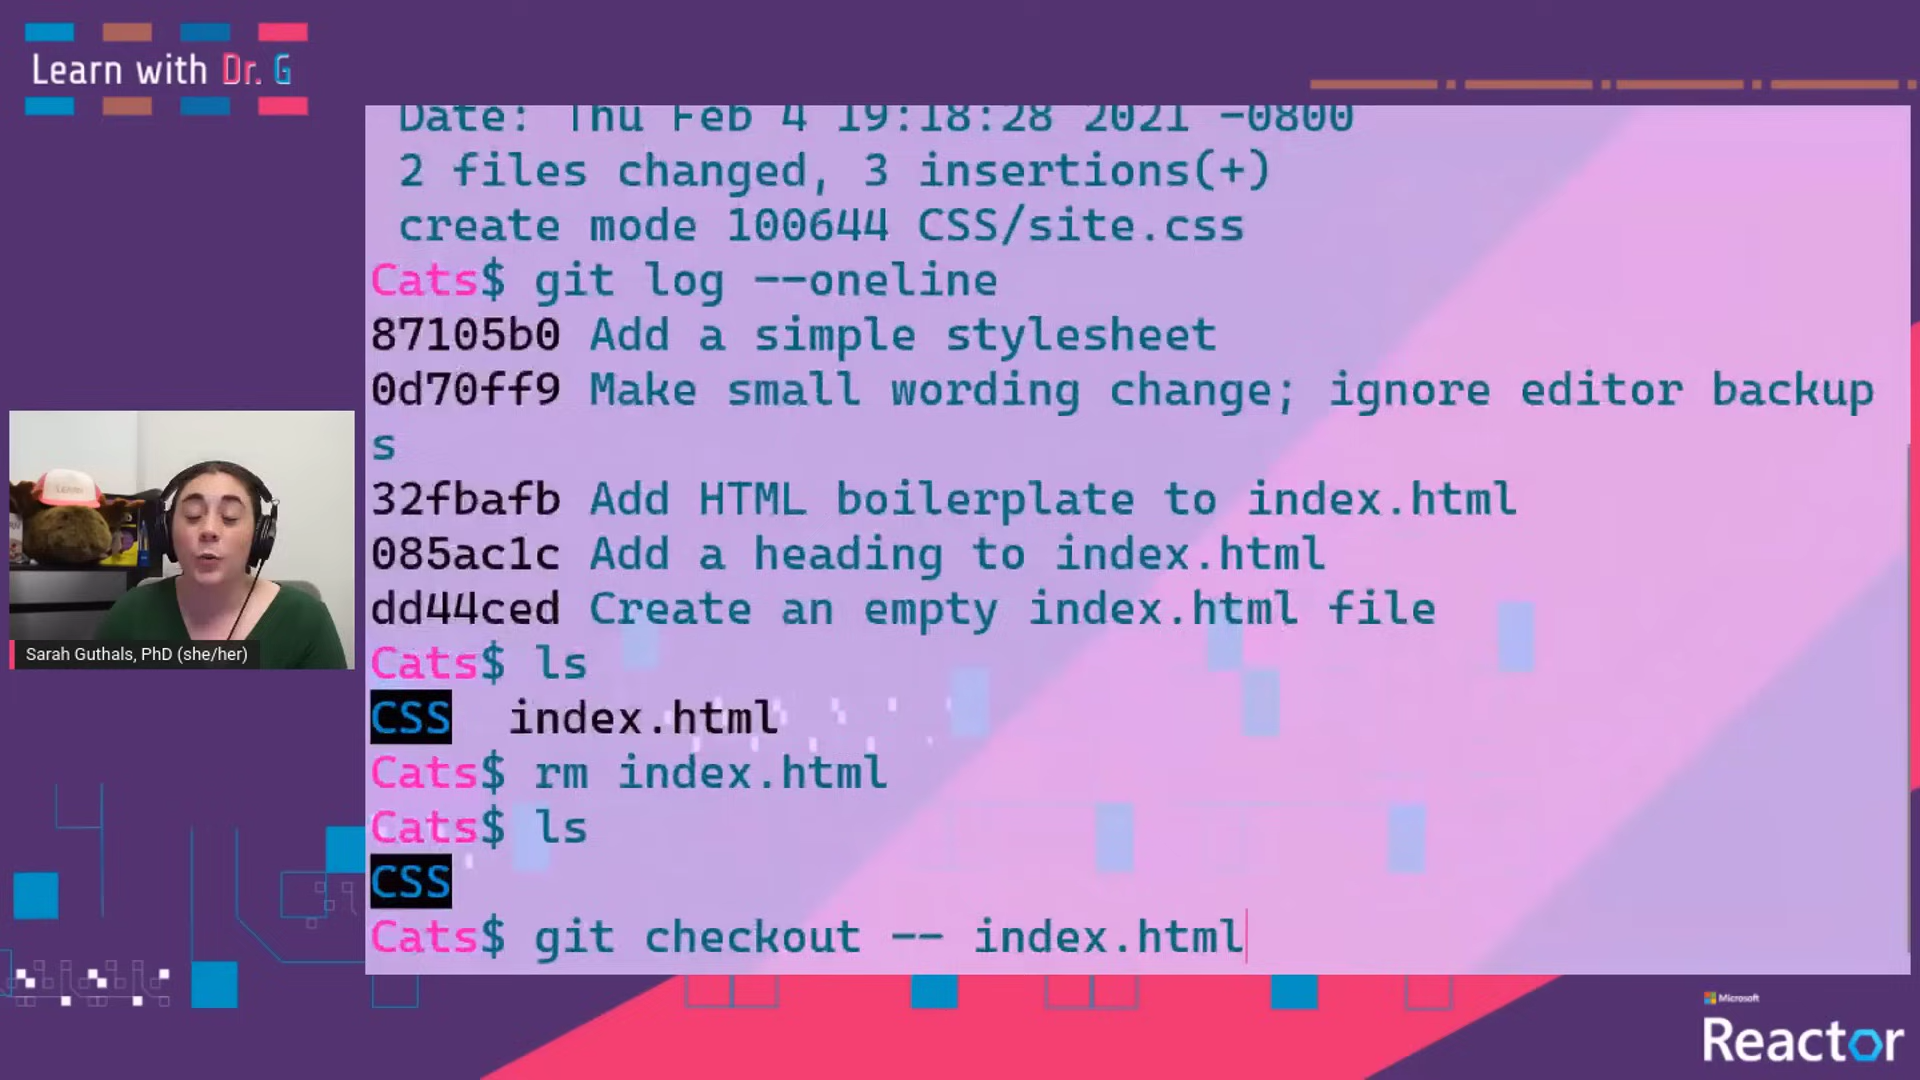 Learn with Dr. G
Date: Thu Feb 4 19:18:28 2021 -0800
2 files changed, 3 insertions(+)
create mode 100644 CSS/site.css
Cats$ git log --oneline
87105b0 Add a simple stylesheet
0d70ff9 Make small wording change; ignore editor backup
s
32fbafb Add HTML boilerplate to index.html
085ac1c Add a heading to index.html
dd44ced Create an empty index.html file
Cats$ ls
CSS index.html
Cats$ rm index.html
Cats$ ls
CSS
Cats$ git checkout -- index.html
LEARN
Sarah Guthals, PhD (she/her)
Microsoft
Reactor